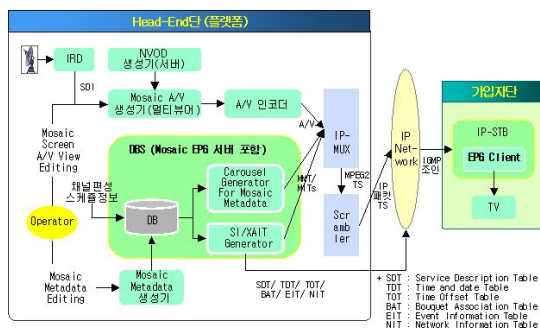 Head-End단(플랫폼)
IRD
NVOD
생성기(서버)
SDI
Mosaic A/V
생성기(멀티뷰어)
A/V 인코더
A/V
IP-
MUX
Mosaic
Screen
A/V View
Editing
DBS (Mosaic EPG 서버 포함)
채널편성
스케쥴정보
DB
Carousel
Generator
For Mosaic
Metadata
SI/XAIT
Generator
MPEG2
TS
Scr
ambl
er
IP
패킷
TS
IP
Net-
work
IGMP
조인
가입자단
IP-STB
EPG Client
TV
Operator
Mosaic
Metadata
Editing
Mosaic
Metadata
생성기
SDT/ TDT/ TOT/
BAT/ EIT/ NIT
+ SDT : Service Description Table
TDT : Time and date Table
TOT : Time Offset Table
BAT : Bouquet Association Table
EIT : Event Information Table
NIT : Network Information Table